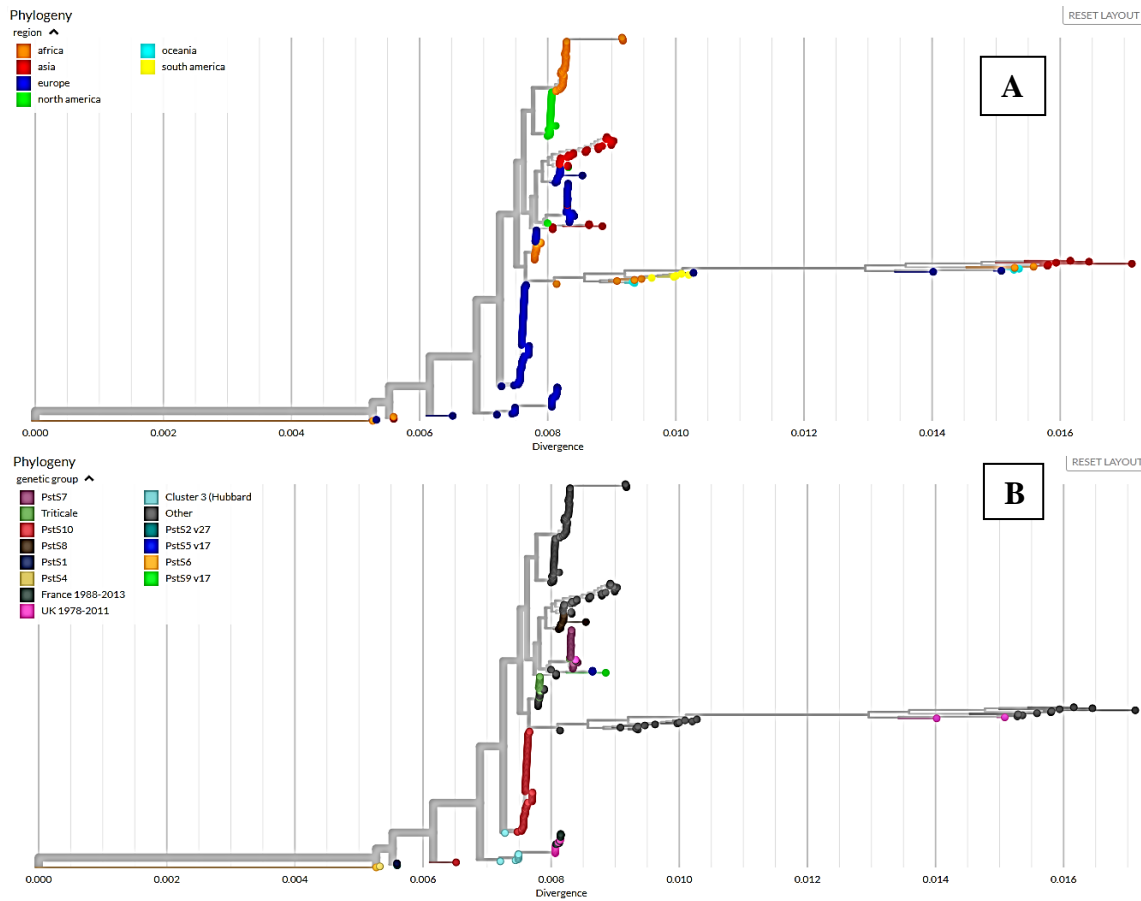 Phylogeny
RESET LAYOUT
region
africa
oceania
asia
south america
europe
north america
A
0.000
0.002
0.004
0.006
0.008
0.010
0.012
0.014
0.016
Divergence
Phylogeny
RESET LAYOUT
genetic group
PstS7
Cluster 3 (Hubbard
Triticale
Other
PstS10
PstS2 v27
PstS8
PstS5 v17
PstS1
PstS6
PstS4
PstS9 v17
France 1988-2013
UK 1978-2011
B
0.000
0.002
0.004
0.006
0.008
0.010
0.012
0.014
0.016
Divergence